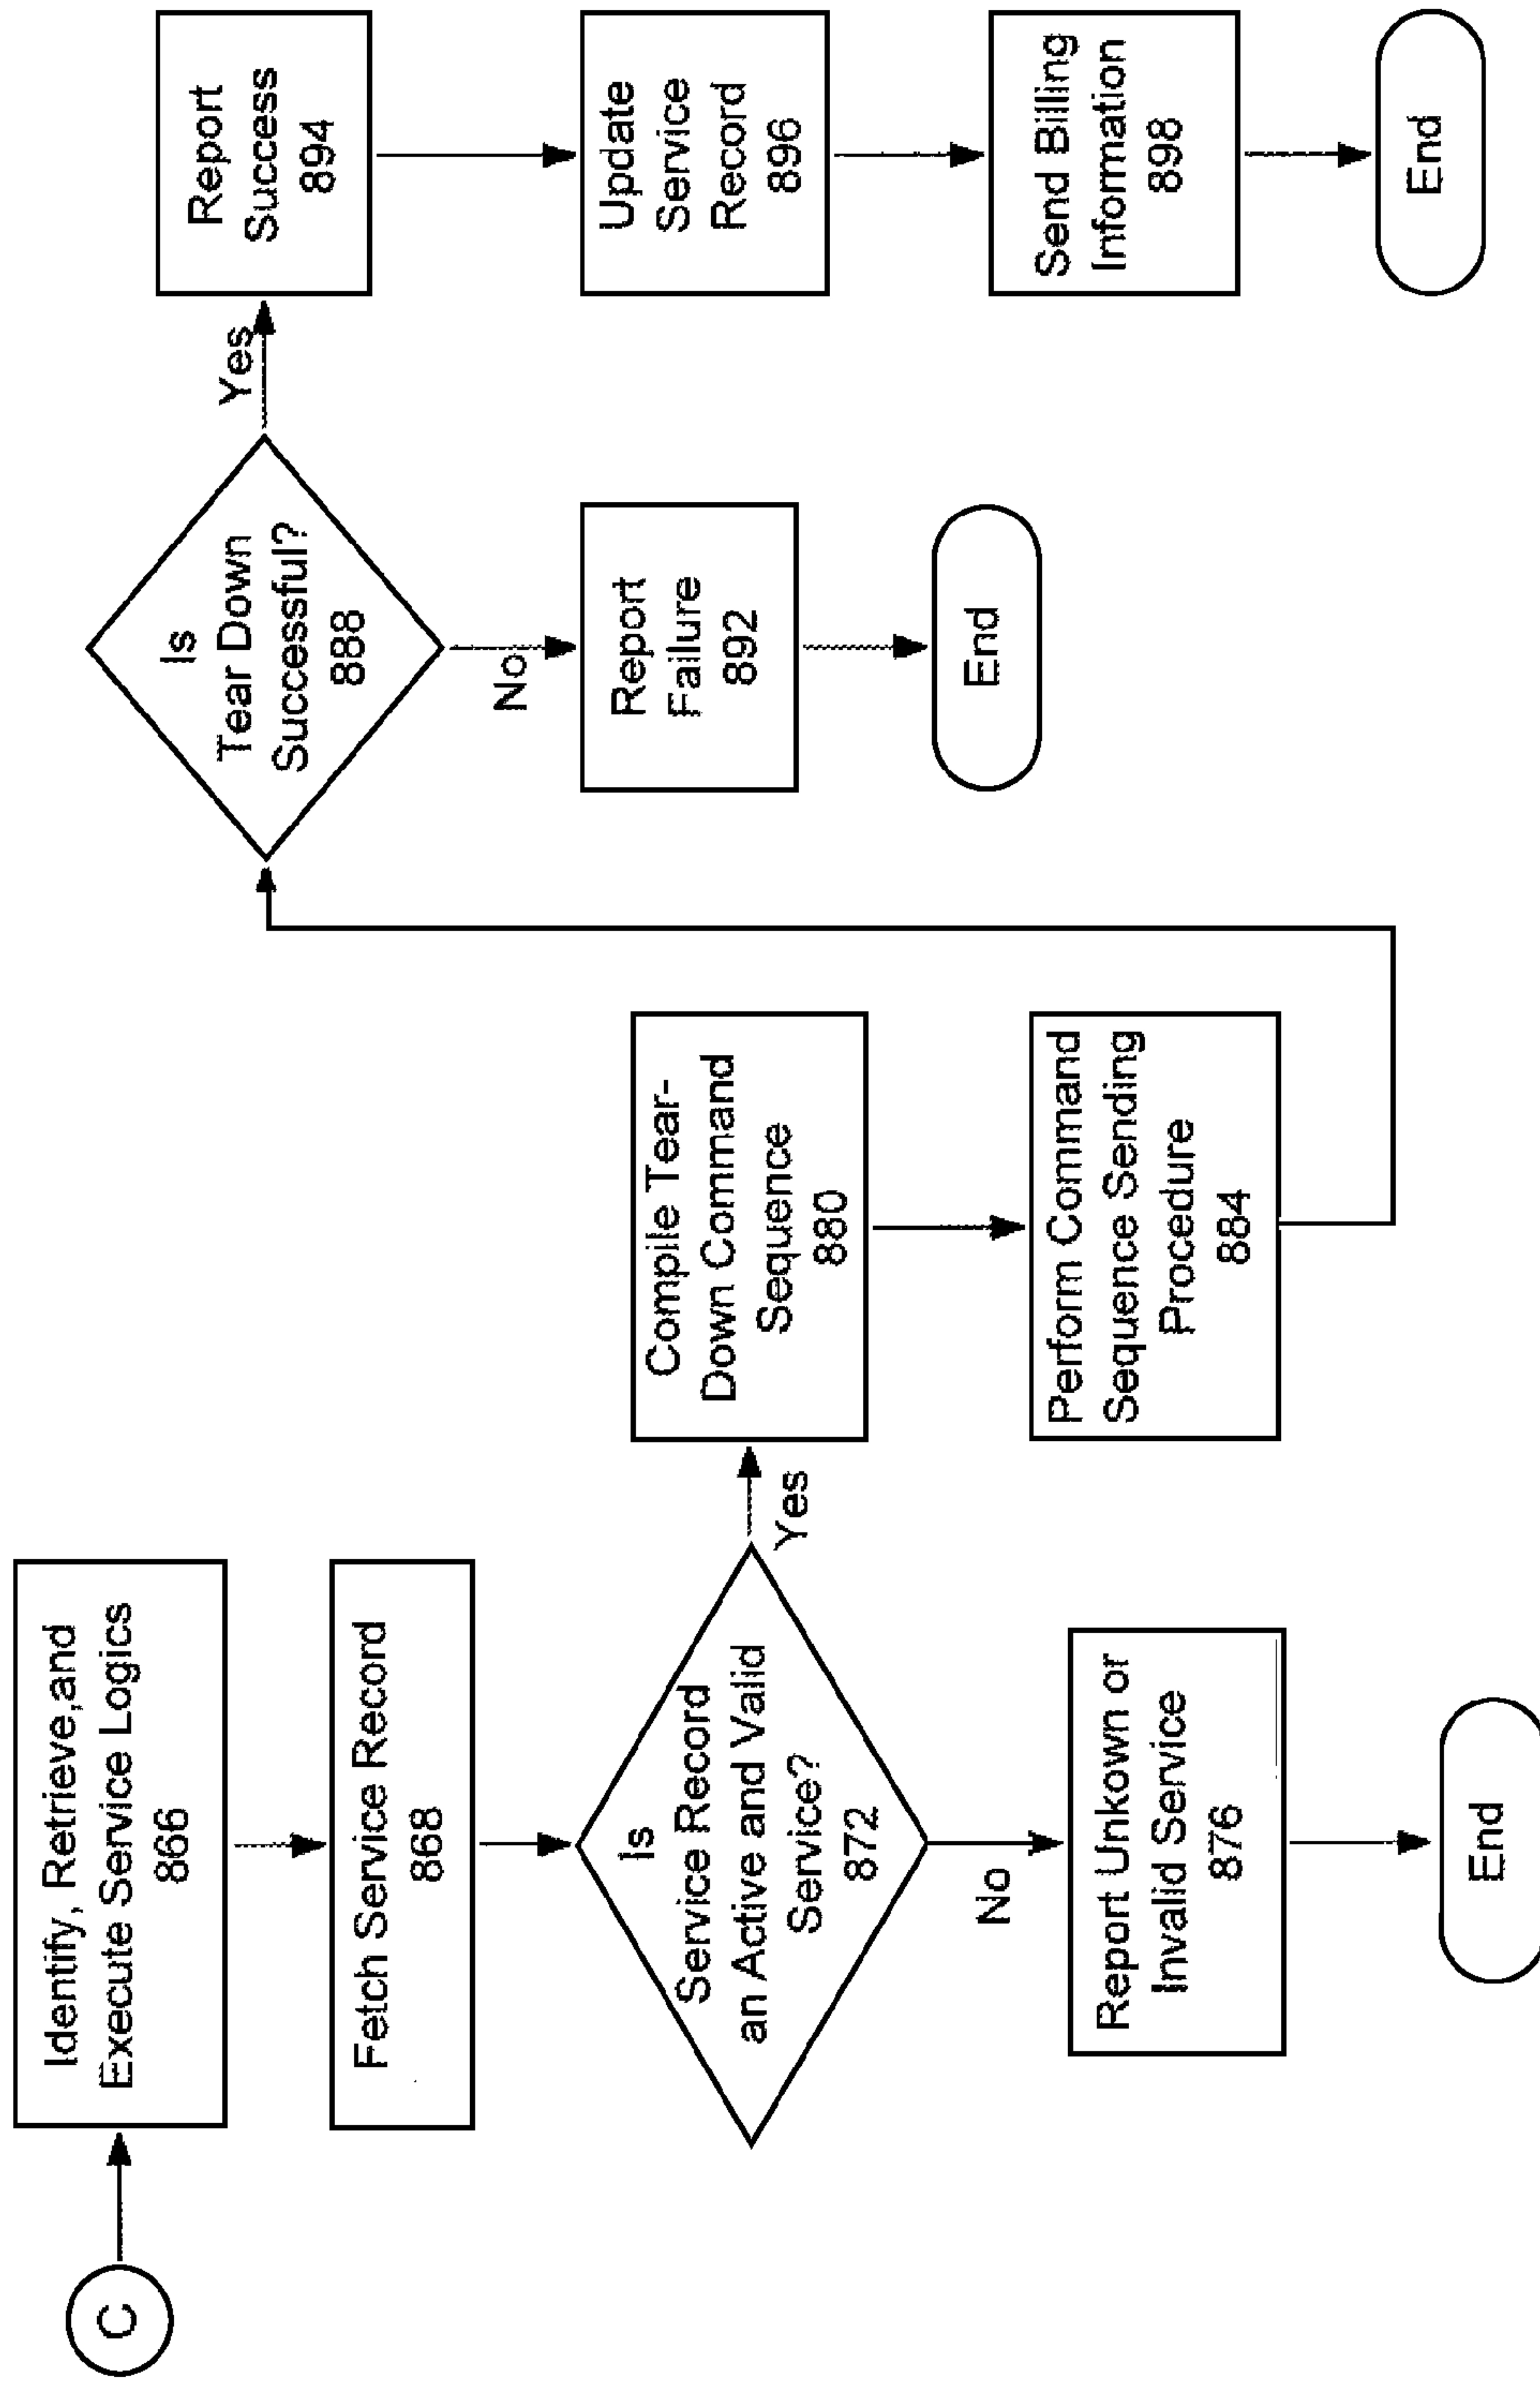 C
Identify, Retrieve,and
Execute Service Logics
866
Fetch Service Record
868
Is
Service Record
an Active and Valid
Service?
872
No
Report Unkown or
Invalid Service
876
End
Yes
Compile Tear-
Down Command
Sequence
880
Perform Command
Sequence Sending
Procedure
884
Is
Tear Down
Successful?
888
No
Report
Failure
892
End
Yes
Report
Success
894
Update
Service
Record
896
Send Billing
Information
898
End